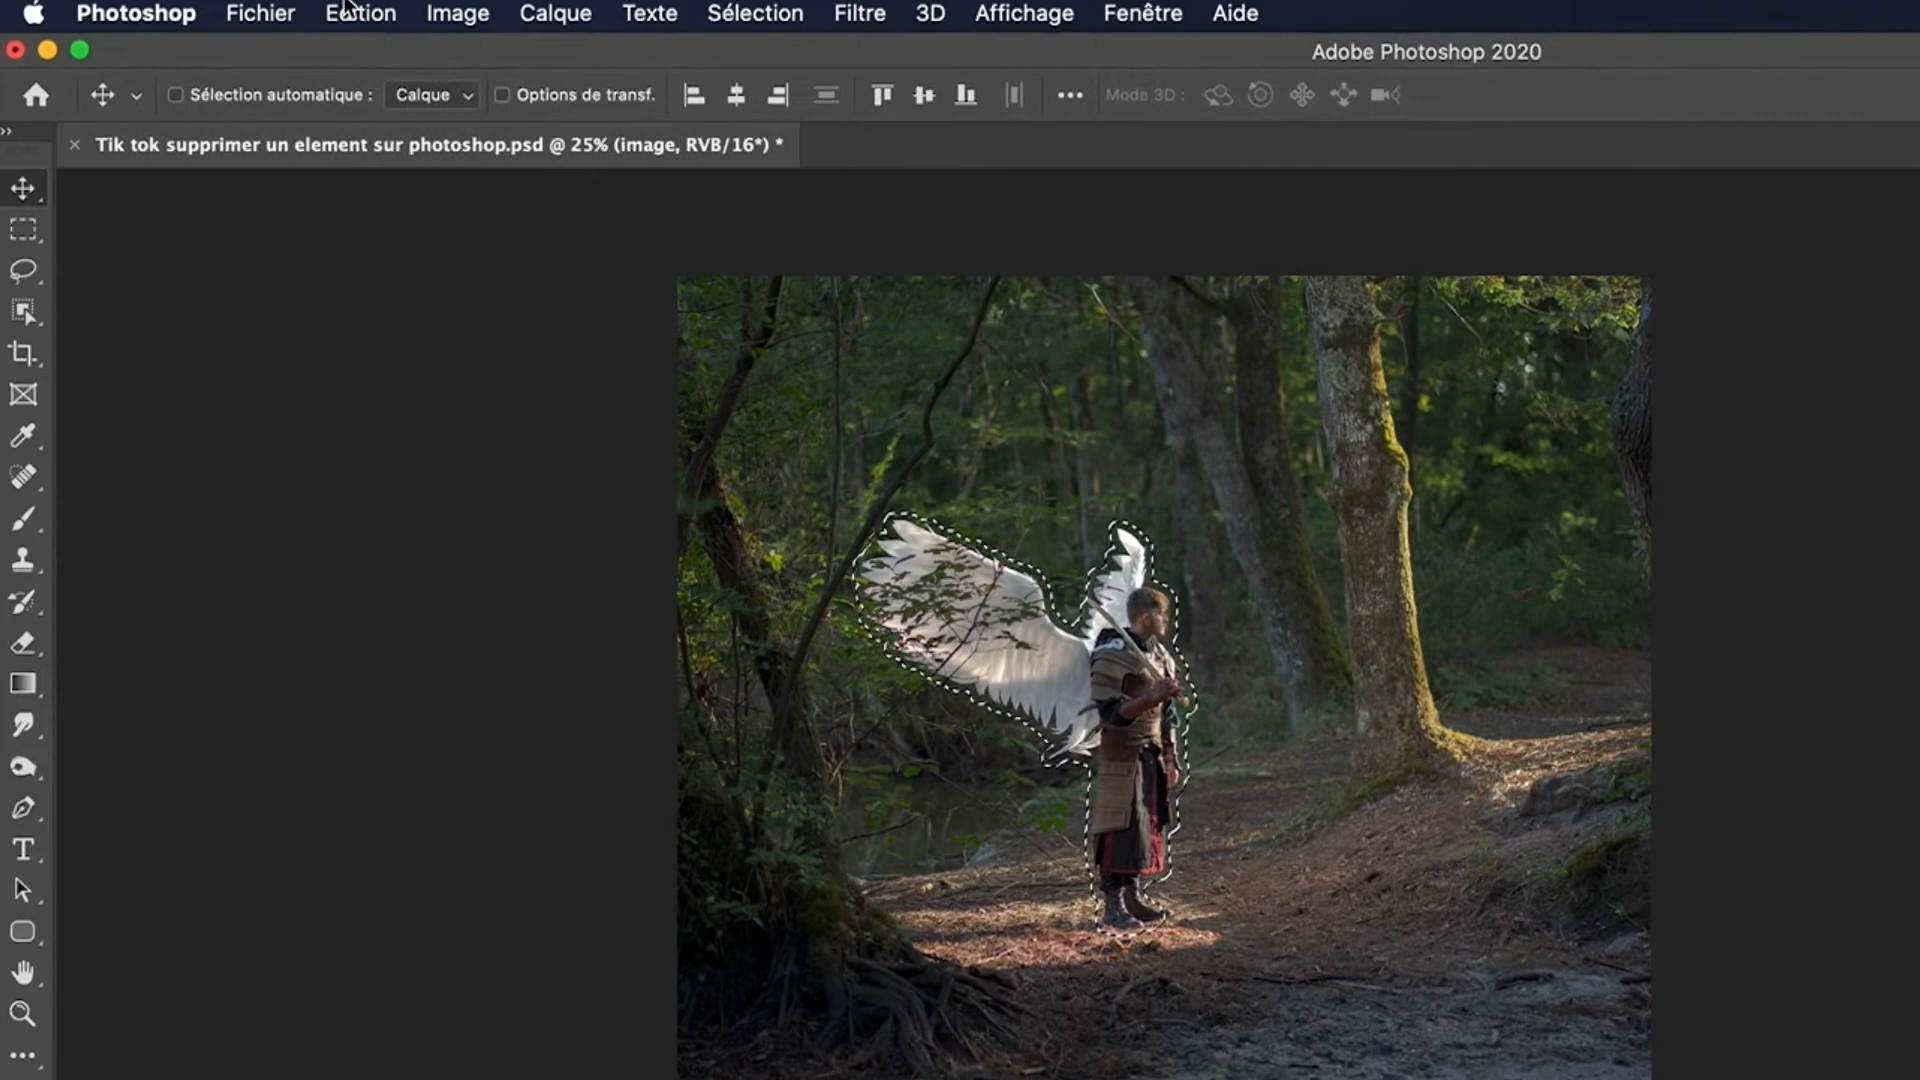 Photoshop Fichier Edition Image Calque Texte Sélection Filtre 3D Affichage Fenêtre Aide
Adobe Photoshop 2020
Sélection automatique : Calque Options de transf. Mode 3D :
Tik tok supprimer un element sur photoshop.psd @ 25% (image, RVB/16*) *